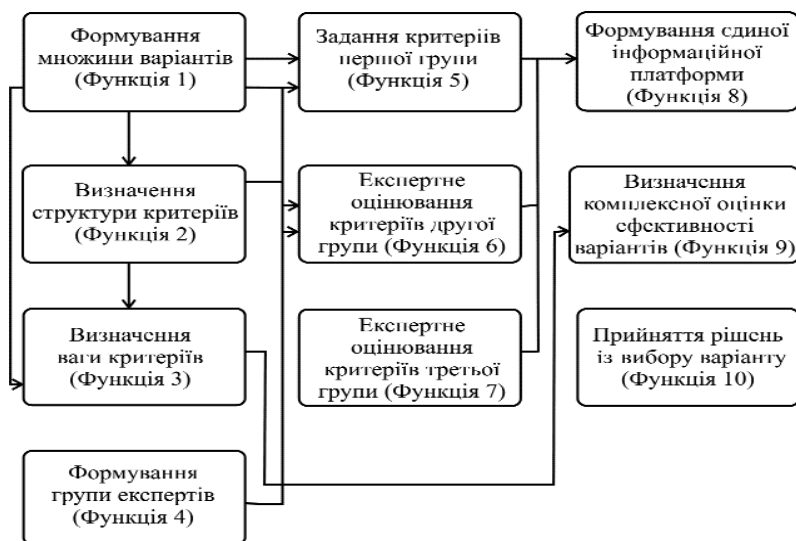 Формування
множини варіантів
(Функція 1)
Визначення
структури критеріїв
(Функція 2)
Визначення
ваги критеріїв
(Функція 3)
Формування
групи експертів
(Функція 4)
Задання критеріїв
першої групи
(Функція 5)
Експертне
оцінювання
критеріїв другої
групи (Функція 6)
Експертне
оцінювання
критеріїв третьої
групи (Функція 7)
Формування єдиної
інформаційної
платформи
(Функція 8)
Визначення
комплексної оцінки
ефективності
варіантів (Функція 9)
Прийняття рішень
із вибору варіанту
(Функція 10)